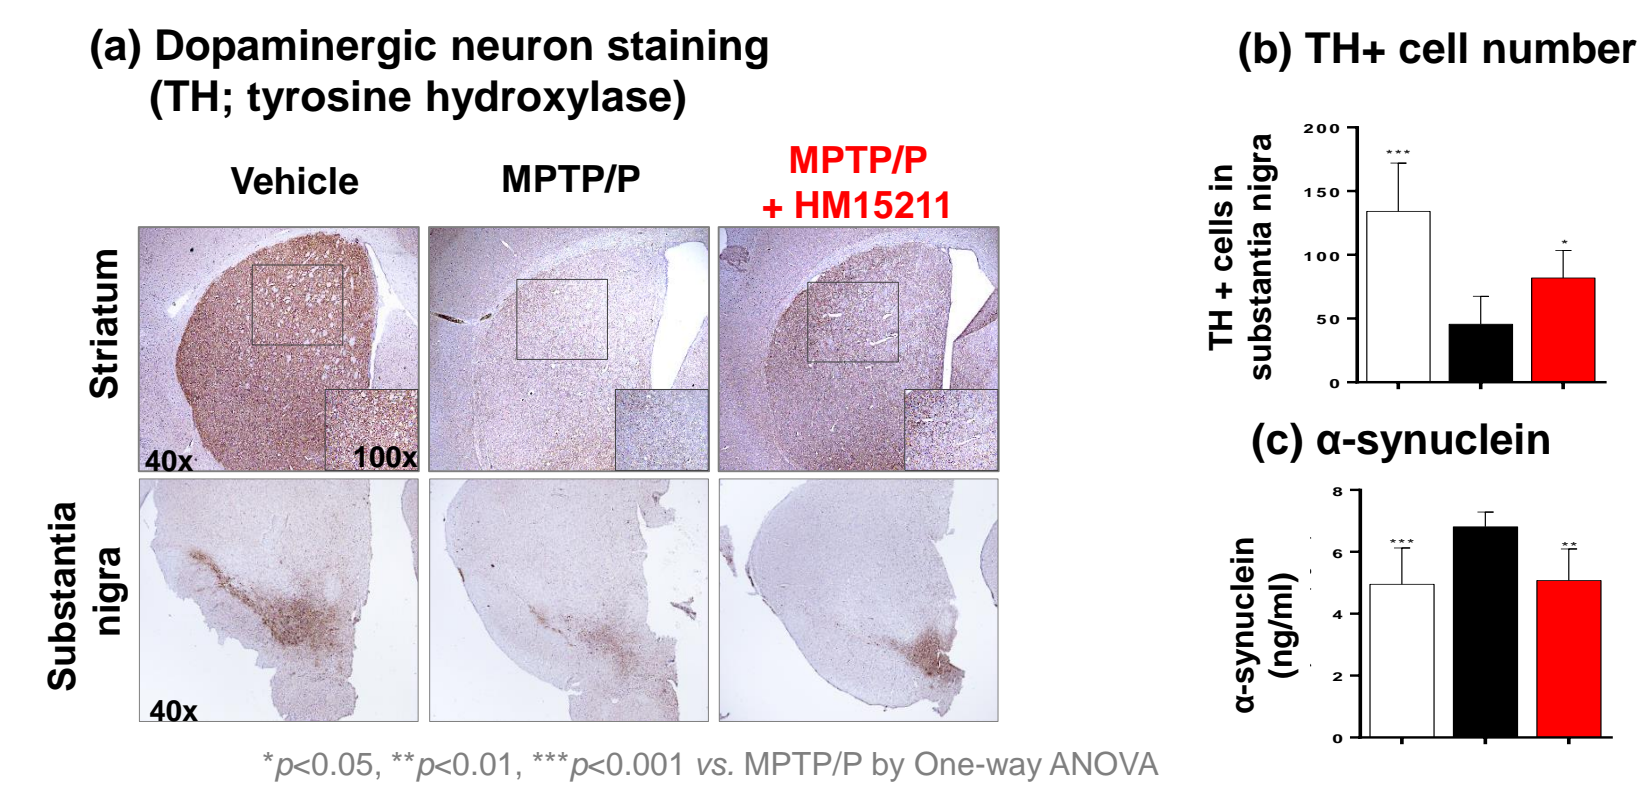 (a) Dopaminergic neuron staining
(TH; tyrosine hydroxylase)
Vehicle
MPTP/P
MPTP/P
+ HM15211
Striatum
40x
100x
Substantia
nigra
40x
(b) TH+ cell number
TH + cells in
substantia nigra
200
150
100
50
0
***
*
(c) α-synuclein
α-synuclein
(ng/ml)
8
6
4
2
0
***
**
*p<0.05, **p<0.01, ***p<0.001 vs. MPTP/P by One-way ANOVA